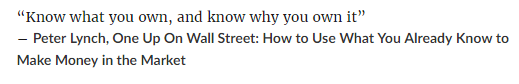 “Know what you own, and know why you own it”
― Peter Lynch, One Up On Wall Street: How to Use What You Already Know to
Make Money in the Market